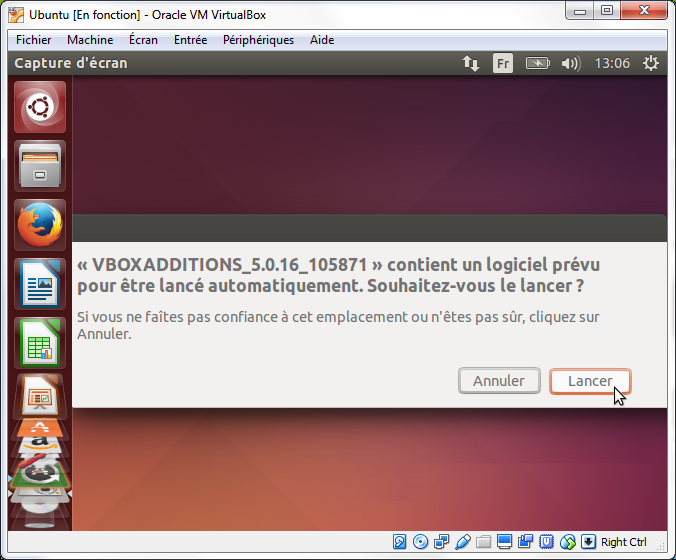 Ubuntu [En fonction] - Oracle VM VirtualBox
Fichier Machine Écran Entrée Périphériques Aide
Capture d'écran Fr 13:06
« VBOXADDITIONS_5.0.16_105871 » contient un logiciel prévu
pour être lancé automatiquement. Souhaitez-vous le lancer ?
Si vous ne faîtes pas confiance à cet emplacement ou n'êtes pas sûr, cliquez sur
Annuler.
Annuler Lancer
Right Ctrl